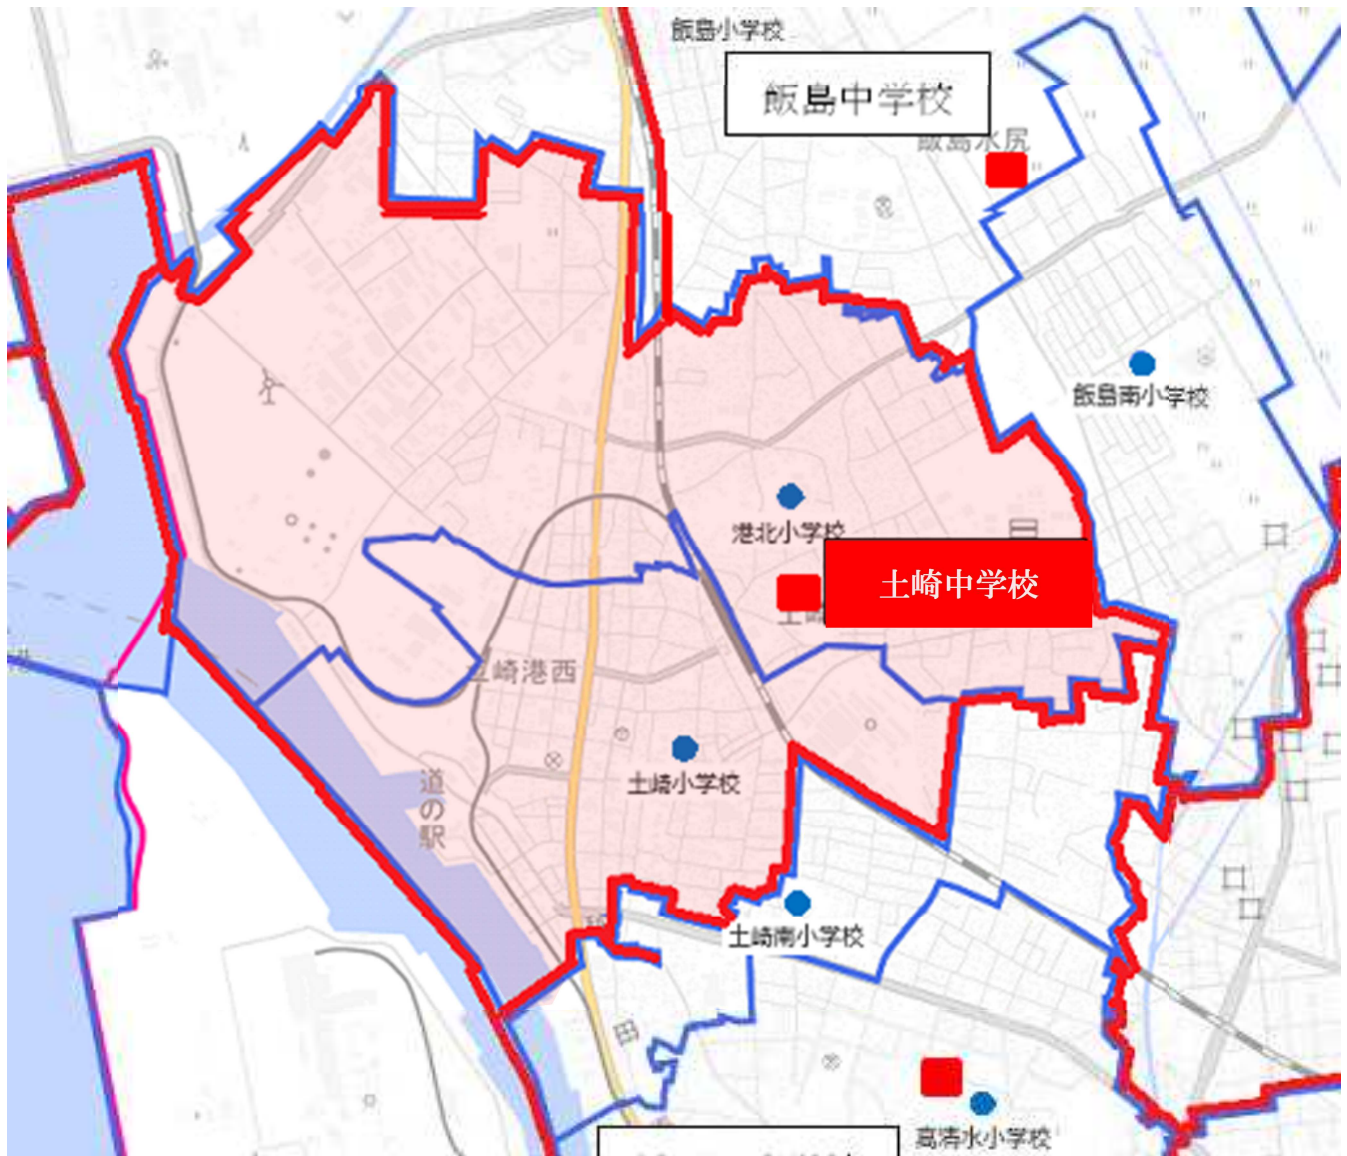 飯島小学校
飯島中学校
飯島水尻
飯島南小学校
港北小学校
土崎中学校
土崎港西
土崎小学校
道の駅
土崎南小学校
高清水小学校